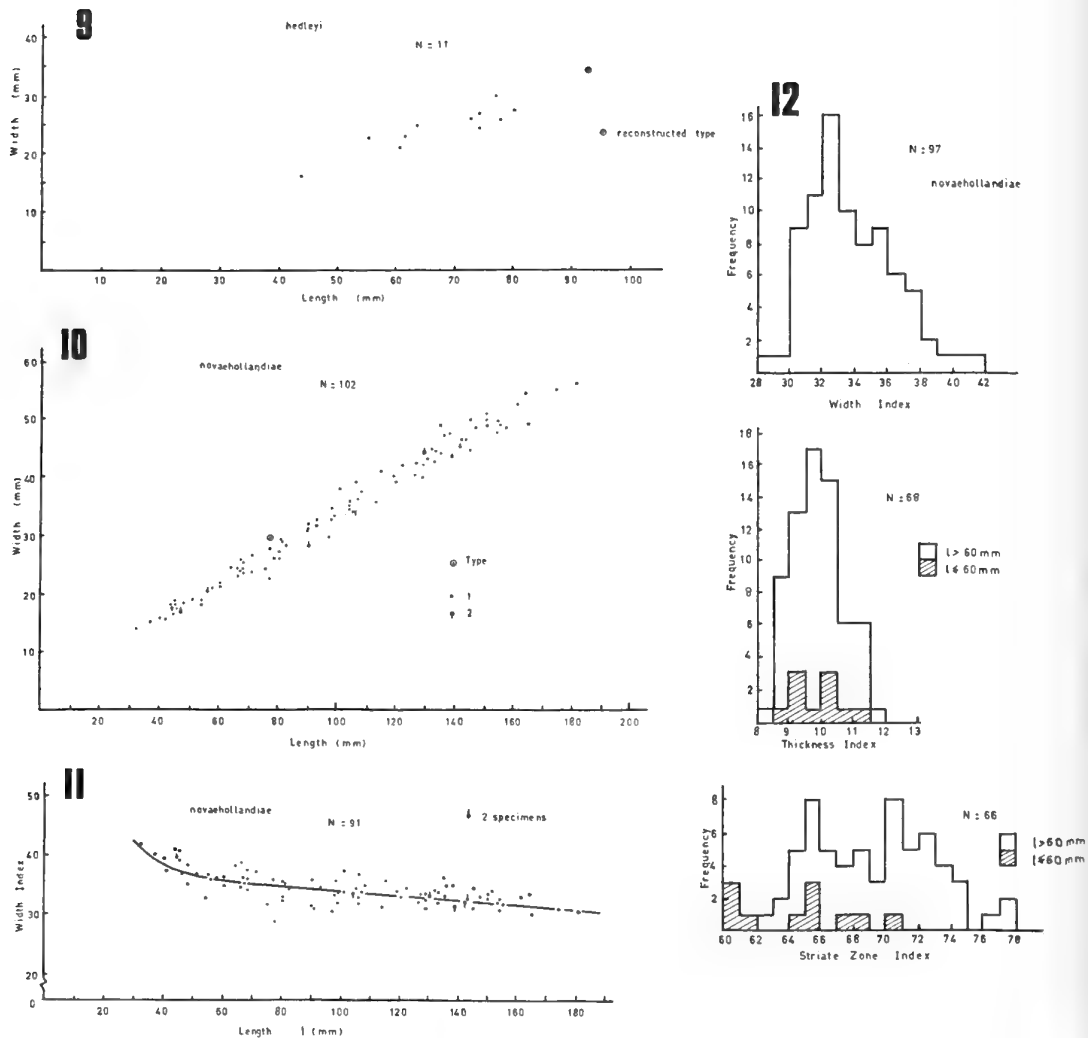 9
hedleyi
N = 17
40
30
20
10
Width (mm)
reconstructed type
10 20 30 40 50 60 70 80 90 100
Length (mm)
10
novaehollandiae
N = 102
60
50
40
30
20
10
Width (mm)
Type
1
2
20 40 60 80 100 120 140 160 180 200
Length (mm)
11
novaehollandiae
N = 91
2 specimens
50
40
30
20
0
Width Index
20 40 60 80 100 120 140 160 180
Length l (mm)
12
N = 97
novaehollandiae
16
14
12
10
8
6
4
2
Frequency
28 30 32 34 36 38 40 42
Width Index
N = 68
l > 60 mm
l ≤ 60 mm
18
16
14
12
10
8
6
4
2
Frequency
8 9 10 11 12 13
Thickness Index
N = 66
l > 60 mm
l ≤ 60 mm
8
6
4
2
Frequency
60 62 64 66 68 70 72 74 76 78
Striate Zone Index